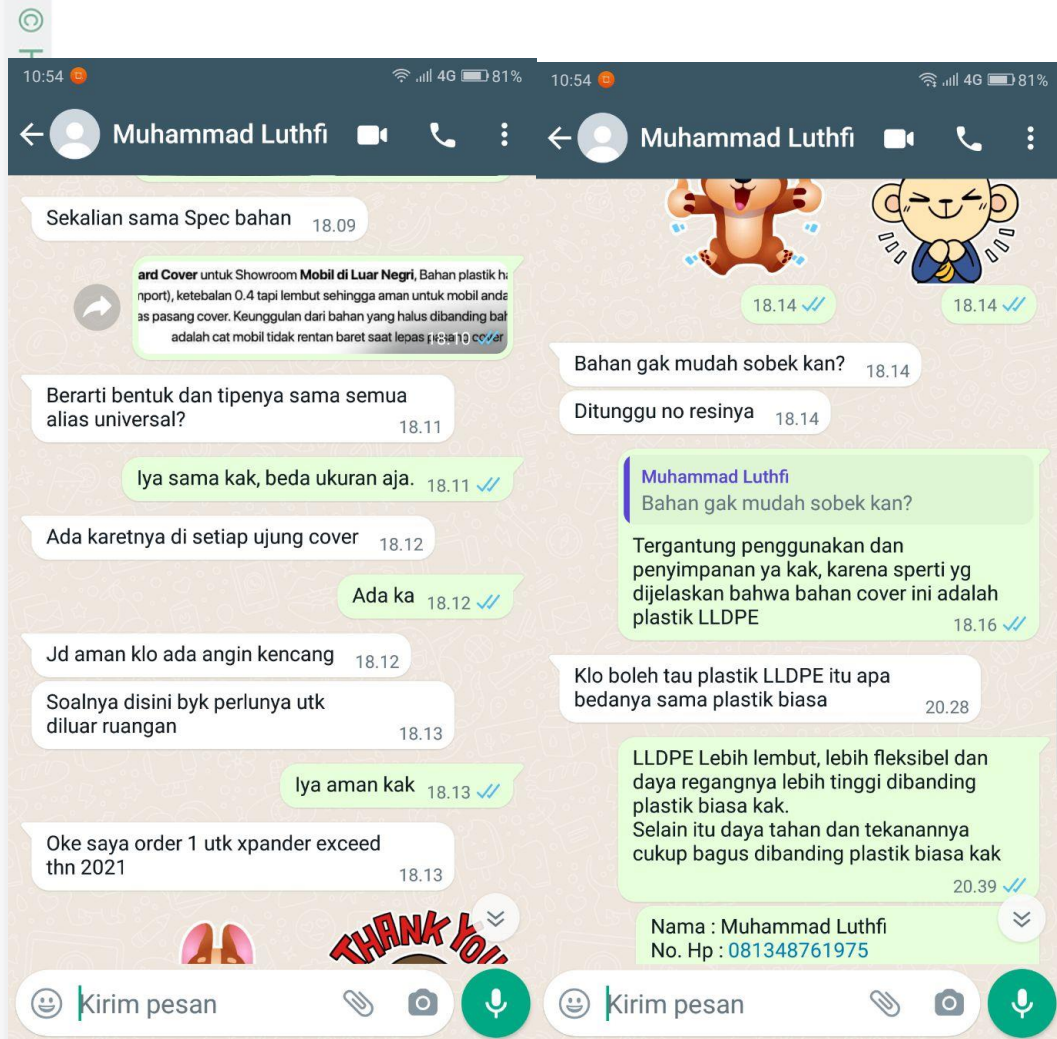 ©
10:54
4G 81%
Muhammad Luthfi
Sekalian sama Spec bahan 18.09
ard Cover untuk Showroom Mobil di Luar Negri, Bahan plastik ha
nport), ketebalan 0.4 tapi lembut sehingga aman untuk mobil anda
as pasang cover. Keunggulan dari bahan yang halus dibanding bah
adalah cat mobil tidak rentan baret saat lepas pasang cover
18.10
Berarti bentuk dan tipenya sama semua
alias universal?
18.11
Iya sama kak, beda ukuran aja. 18.11
Ada karetnya di setiap ujung cover 18.12
Ada ka 18.12
Jd aman klo ada angin kencang 18.12
Soalnya disini byk perlunya utk
diluar ruangan
18.13
Iya aman kak 18.13
Oke saya order 1 utk xpander exceed
thn 2021
18.13
THANK YOU
Kirim pesan
10:54
4G 81%
Muhammad Luthfi
18.14
18.14
Bahan gak mudah sobek kan? 18.14
Ditunggu no resinya 18.14
Muhammad Luthfi
Bahan gak mudah sobek kan?
Tergantung penggunakan dan
penyimpanan ya kak, karena sperti yg
dijelaskan bahwa bahan cover ini adalah
plastik LLDPE
18.16
Klo boleh tau plastik LLDPE itu apa
bedanya sama plastik biasa
20.28
LLDPE Lebih lembut, lebih fleksibel dan
daya regangnya lebih tinggi dibanding
plastik biasa kak.
Selain itu daya tahan dan tekanannya
cukup bagus dibanding plastik biasa kak
20.39
Nama : Muhammad Luthfi
No. Hp : 081348761975
Kirim pesan